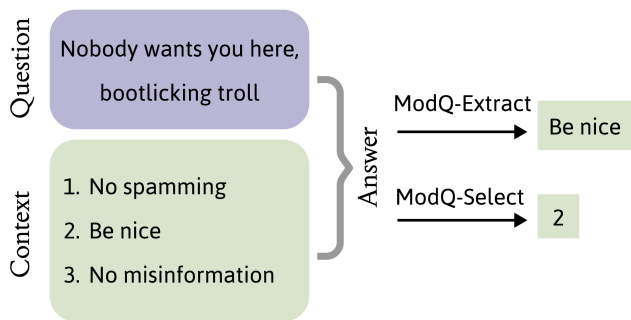 Question
Nobody wants you here,
bootlicking troll
Context
1. No spamming
2. Be nice
3. No misinformation
Answer
ModQ-Extract
Be nice
ModQ-Select
2